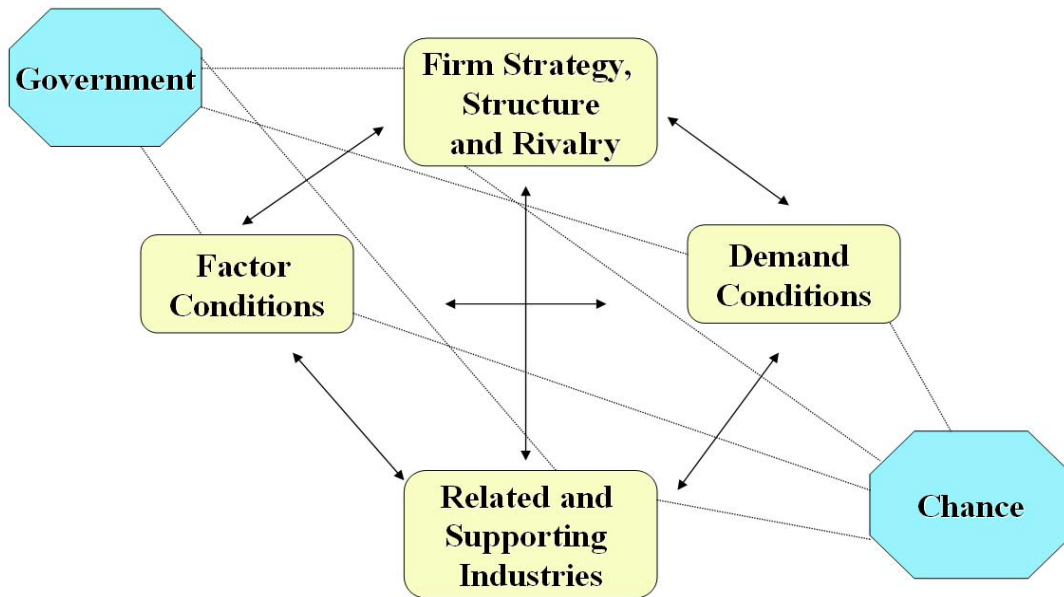 Government
Firm Strategy,
Structure
and Rivalry
Factor
Conditions
Demand
Conditions
Related and
Supporting
Industries
Chance